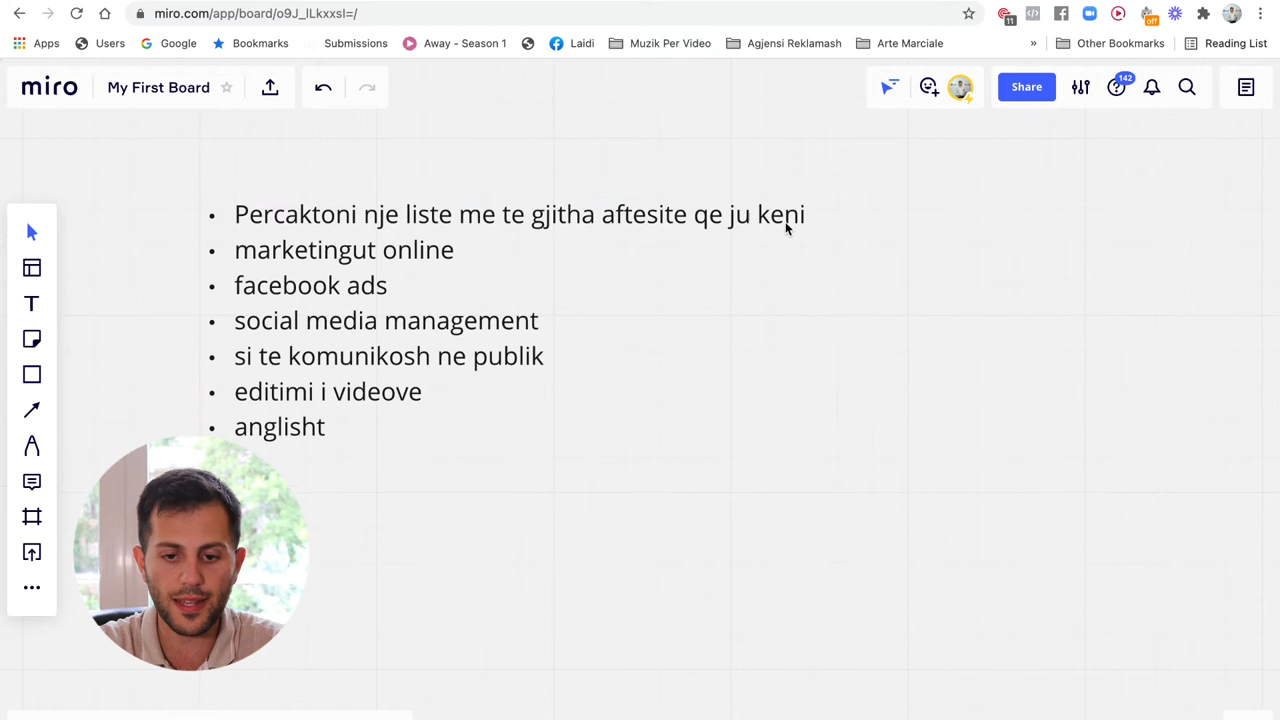 miro.com/app/board/o9J_lLkxxsI=/
11
off
Apps Users Google Bookmarks Submissions Away - Season 1 Laidi Muzik Per Video Agjensi Reklamash Arte Marciale » Other Bookmarks Reading List
miro My First Board Share 142
• Percaktoni nje liste me te gjitha aftesite qe ju keni
• marketingut online
• facebook ads
• social media management
• si te komunikosh ne publik
• editimi i videove
• anglisht